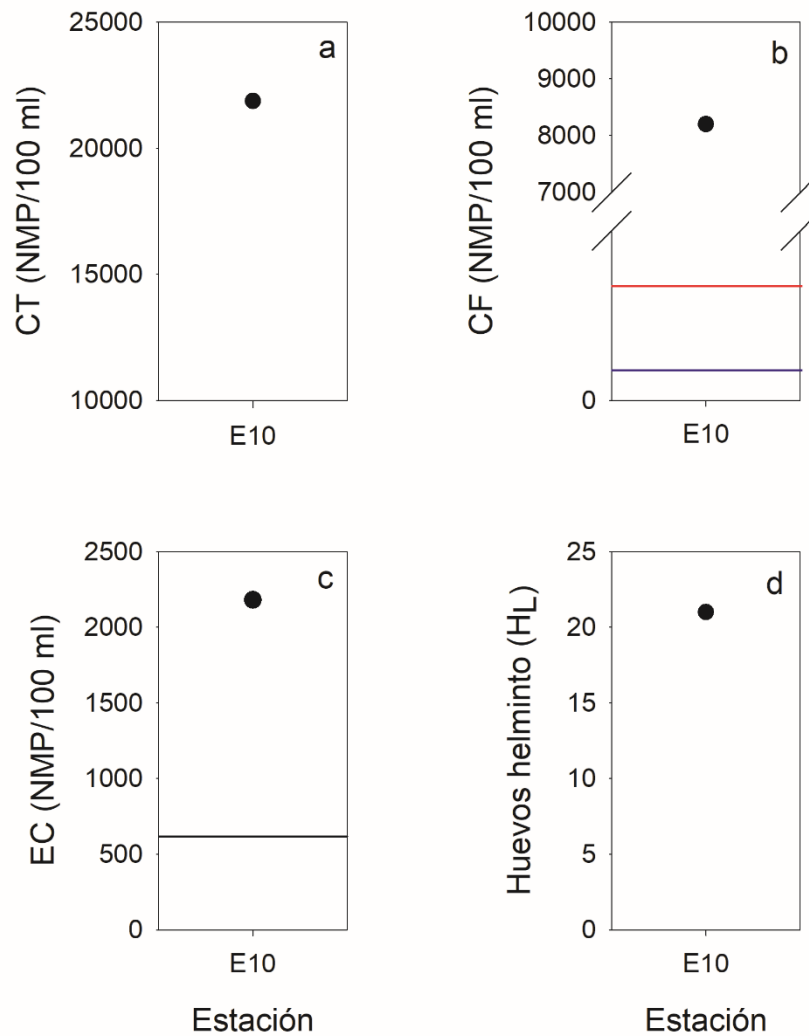 CT (NMP/100 ml)
25000
20000
15000
10000
a
E10
CF (NMP/100 ml)
10000
9000
8000
7000
0
b
E10
EC (NMP/100 ml)
2500
2000
1500
1000
500
0
c
E10
Estación
Huevos helminto (HL)
25
20
15
10
5
0
d
E10
Estación